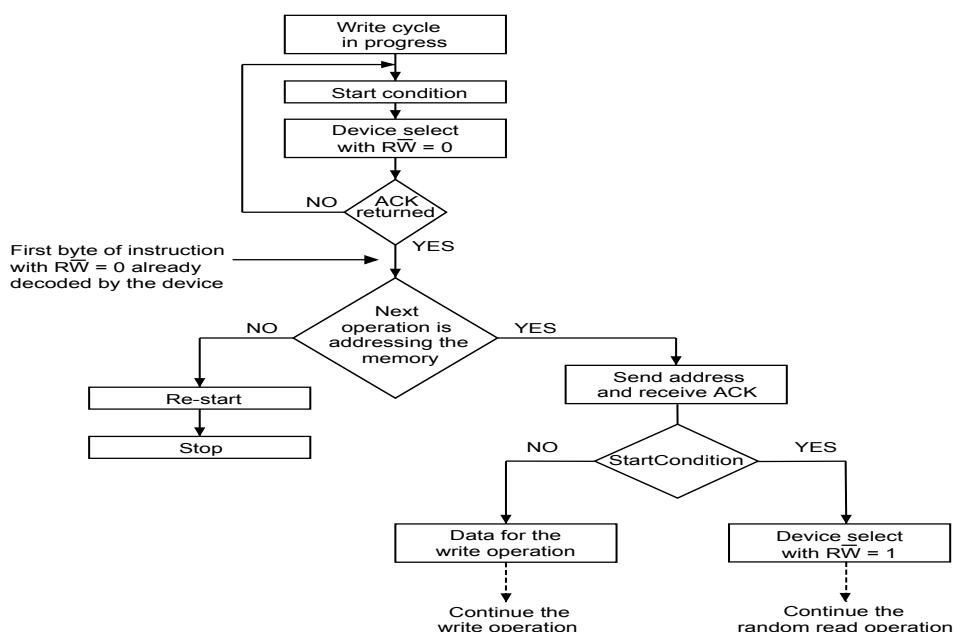 Write cycle
in progress
Start condition
Device select
with RW̅ = 0
ACK
returned
NO
YES
First byte of instruction
with RW̅ = 0 already
decoded by the device
Next
operation is
addressing the
memory
NO
YES
Re-start
Stop
Send address
and receive ACK
StartCondition
NO
YES
Data for the
write operation
Device select
with RW̅ = 1
Continue the
write operation
Continue the
random read operation